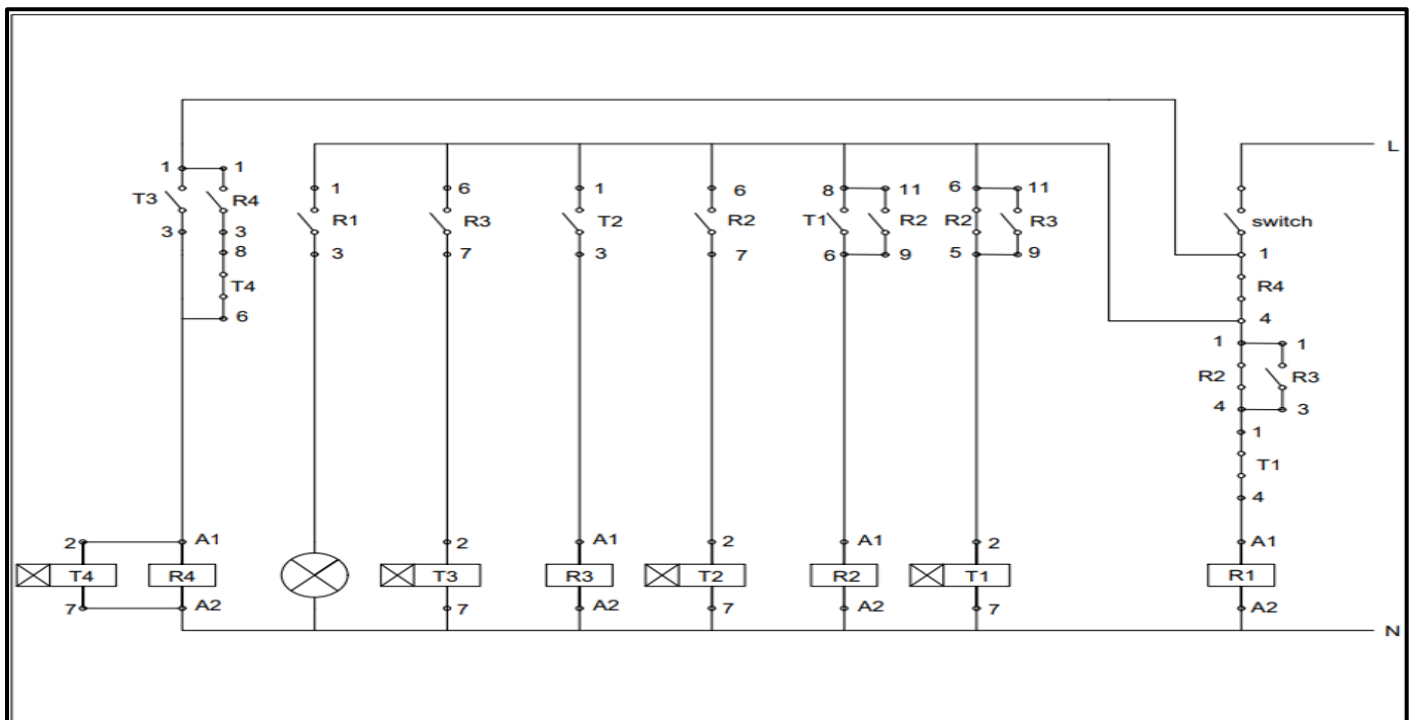 L
1 1
T3 R4
3 3
8
T4
6
1
R1
3
6
R3
7
1
T2
3
6
R2
7
8 11
T1 R2
6 9
6 11
R2 R3
5 9
switch
1
R4
4
1 1
R2 R3
4 3
1
T1
4
2 A1
T4 R4
7 A2
2
T3
7
A1
R3
A2
2
T2
7
A1
R2
A2
2
T1
7
A1
R1
A2
N